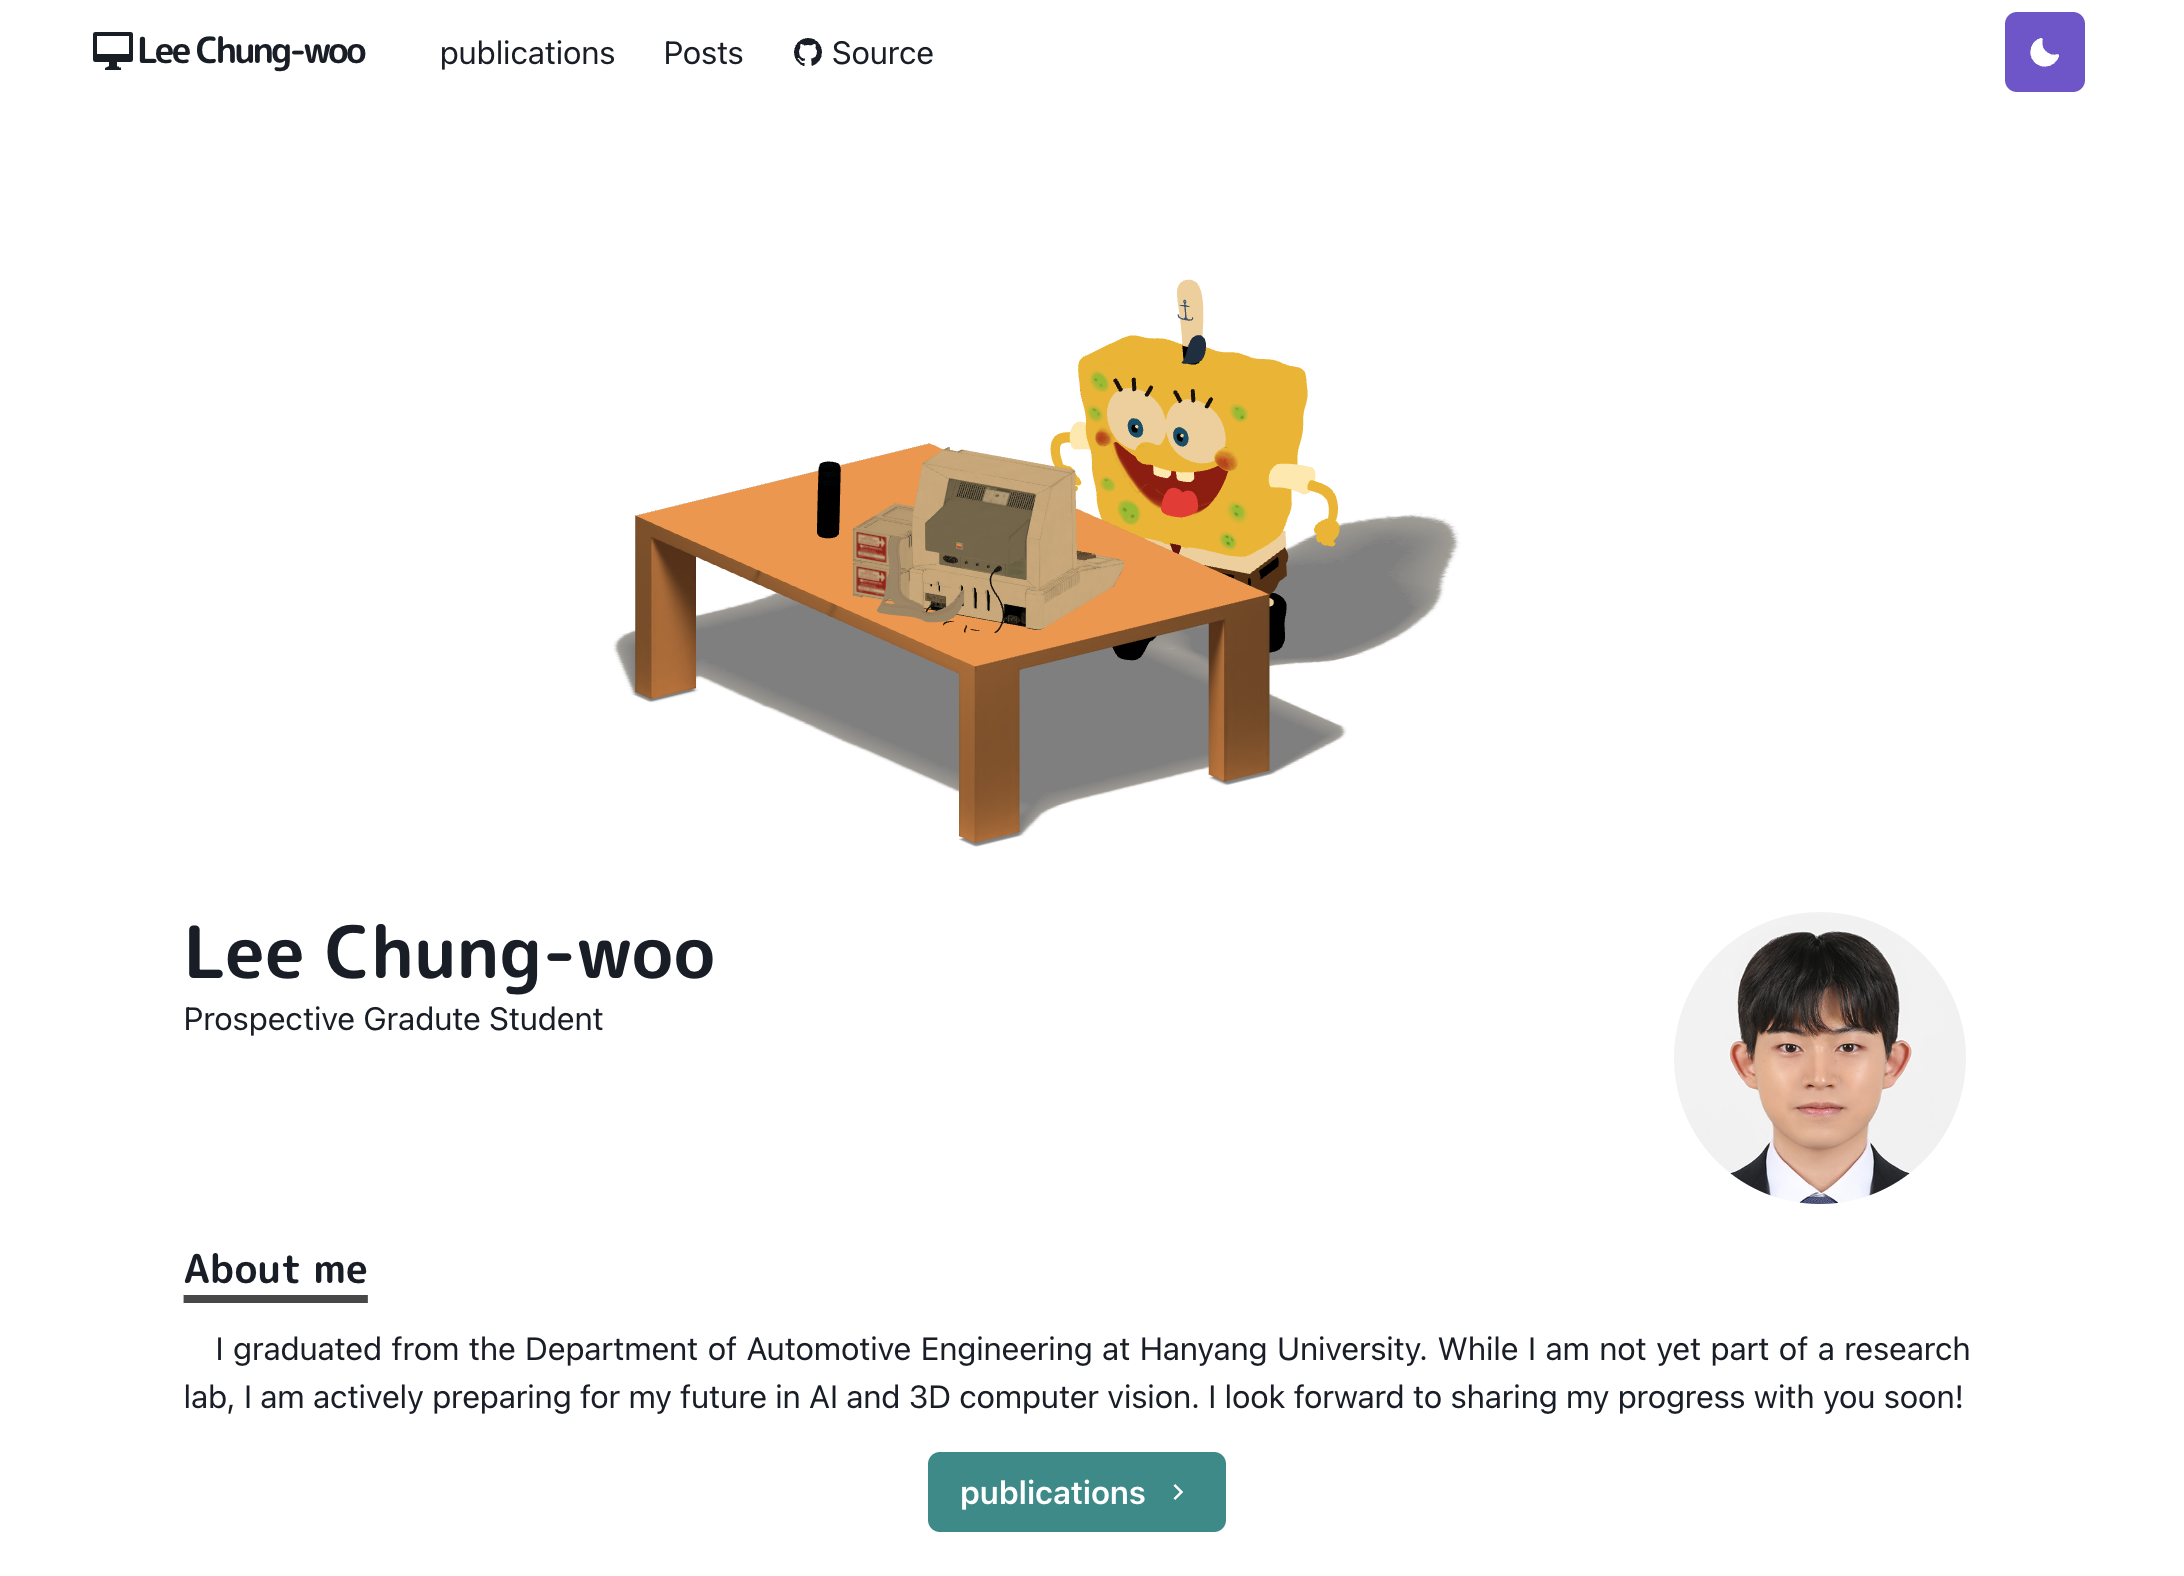 Lee Chung-woo publications Posts Source
Lee Chung-woo
Prospective Gradute Student
About me
I graduated from the Department of Automotive Engineering at Hanyang University. While I am not yet part of a research
lab, I am actively preparing for my future in AI and 3D computer vision. I look forward to sharing my progress with you soon!
publications